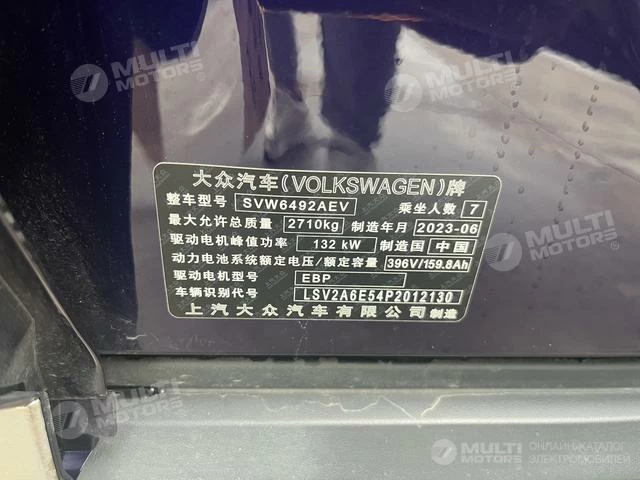 MULTI
MOTORS®
MULTI
MOTORS®
大众汽车(VOLKSWAGEN)牌
整车型号 SVW6492AEV 乘坐人数 7
最大允许总质量 2710kg 制造年月 2023-06
驱动电机峰值功率 132 kW 制造国 中国
动力电池系统额定电压/额定容量 396V/159.8Ah
驱动电机型号 EBP
车辆识别代号 LSV2A6E54P2012130
上汽大众汽车有限公司 制造
MULTI
MOTORS®
MULTI
MOTORS®
MULTI
MOTORS
ОНЛАЙН-КАТАЛОГ
ЭЛЕКТРОМОБИЛЕЙ